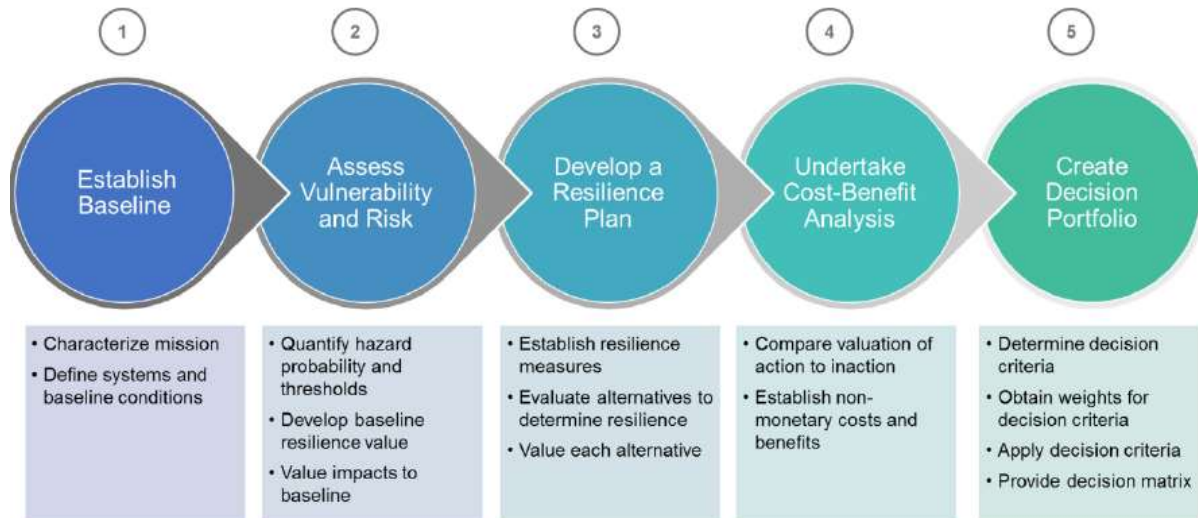 1
2
3
4
5
Establish
Baseline
Assess
Vulnerability
and Risk
Develop a
Resilience
Plan
Undertake
Cost-Benefit
Analysis
Create
Decision
Portfolio
• Characterize mission
• Define systems and
baseline conditions
• Quantify hazard
probability and
thresholds
• Develop baseline
resilience value
• Value impacts to
baseline
• Establish resilience
measures
• Evaluate alternatives to
determine resilience
• Value each alternative
• Compare valuation of
action to inaction
• Establish non-
monetary costs and
benefits
• Determine decision
criteria
• Obtain weights for
decision criteria
• Apply decision criteria
• Provide decision matrix